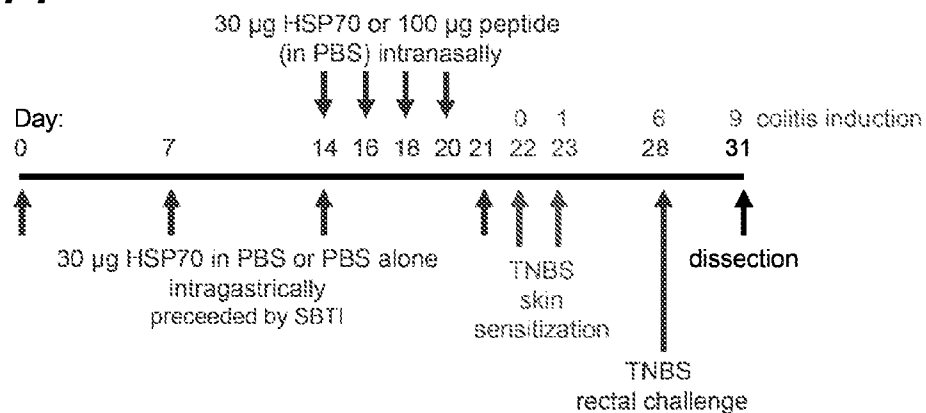 30 µg HSP70 or 100 µg peptide
(in PBS) intranasally
Day:
0 1 6 9 colitis induction
0 7 14 16 18 20 21 22 23 28 31
30 µg HSP70 in PBS or PBS alone
intragastrically
preceeded by SBTI
TNBS
skin
sensitization
dissection
TNBS
rectal challenge